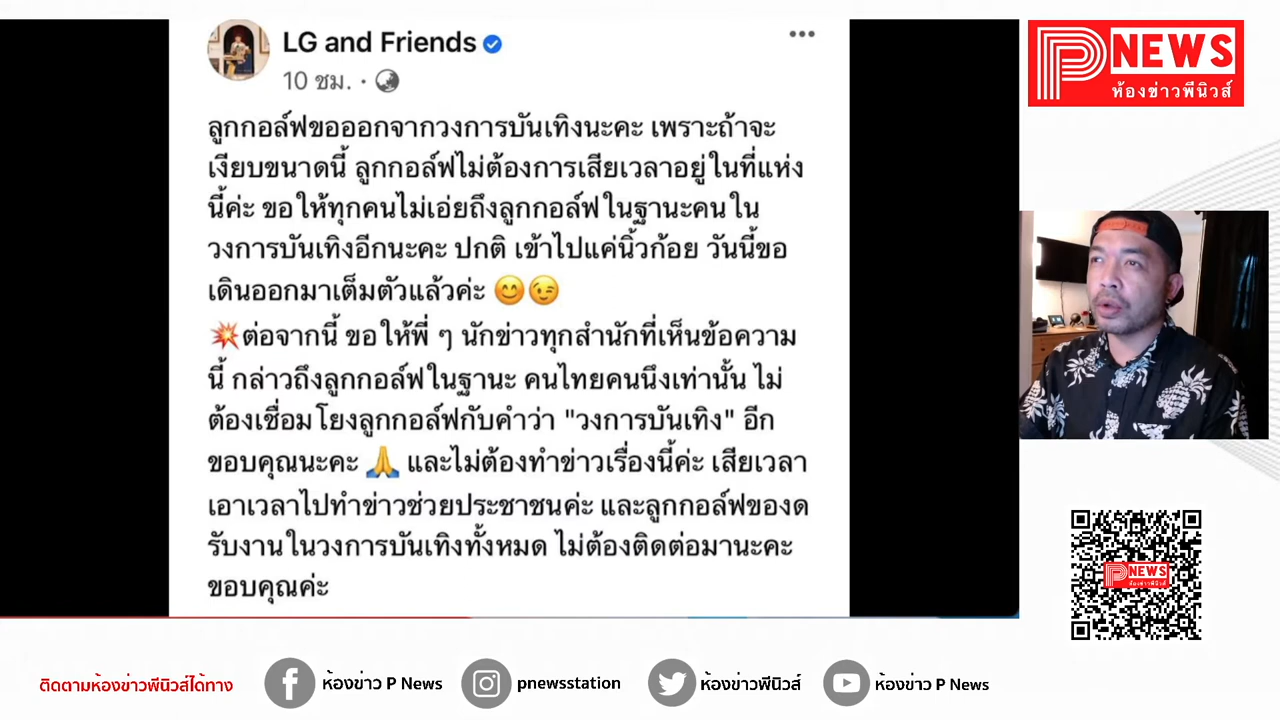 LG and Friends
10 ชม.
ลูกกอล์ฟขอออกจากวงการบันเทิงนะคะ เพราะถ้าจะ
เงียบขนาดนี้ ลูกกอล์ฟไม่ต้องการเสียเวลาอยู่ในที่แห่ง
นี้ค่ะ ขอให้ทุกคนไม่เอ่ยถึงลูกกอล์ฟในฐานะคนใน
วงการบันเทิงอีกนะคะ ปกติ เข้าไปแค่นิ้วก้อย วันนี้ขอ
เดินออกมาเต็มตัวแล้วค่ะ 😊😉
💥ต่อจากนี้ ขอให้พี่ ๆ นักข่าวทุกสำนักที่เห็นข้อความ
นี้ กล่าวถึงลูกกอล์ฟในฐานะ คนไทยคนนึงเท่านั้น ไม่
ต้องเชื่อมโยงลูกกอล์ฟกับคำว่า "วงการบันเทิง" อีก
ขอบคุณนะคะ 🙏 และไม่ต้องทำข่าวเรื่องนี้ค่ะ เสียเวลา
เอาเวลาไปทำข่าวช่วยประชาชนค่ะ และลูกกอล์ฟของด
รับงานในวงการบันเทิงทั้งหมด ไม่ต้องติดต่อมานะคะ
ขอบคุณค่ะ
P NEWS
ห้องข่าวพีนิวส์
P NEWS
ห้องข่าวพีนิวส์
ติดตามห้องข่าวพีนิวส์ได้ทาง
ห้องข่าว P News
pnewsstation
ห้องข่าวพีนิวส์
ห้องข่าว P News